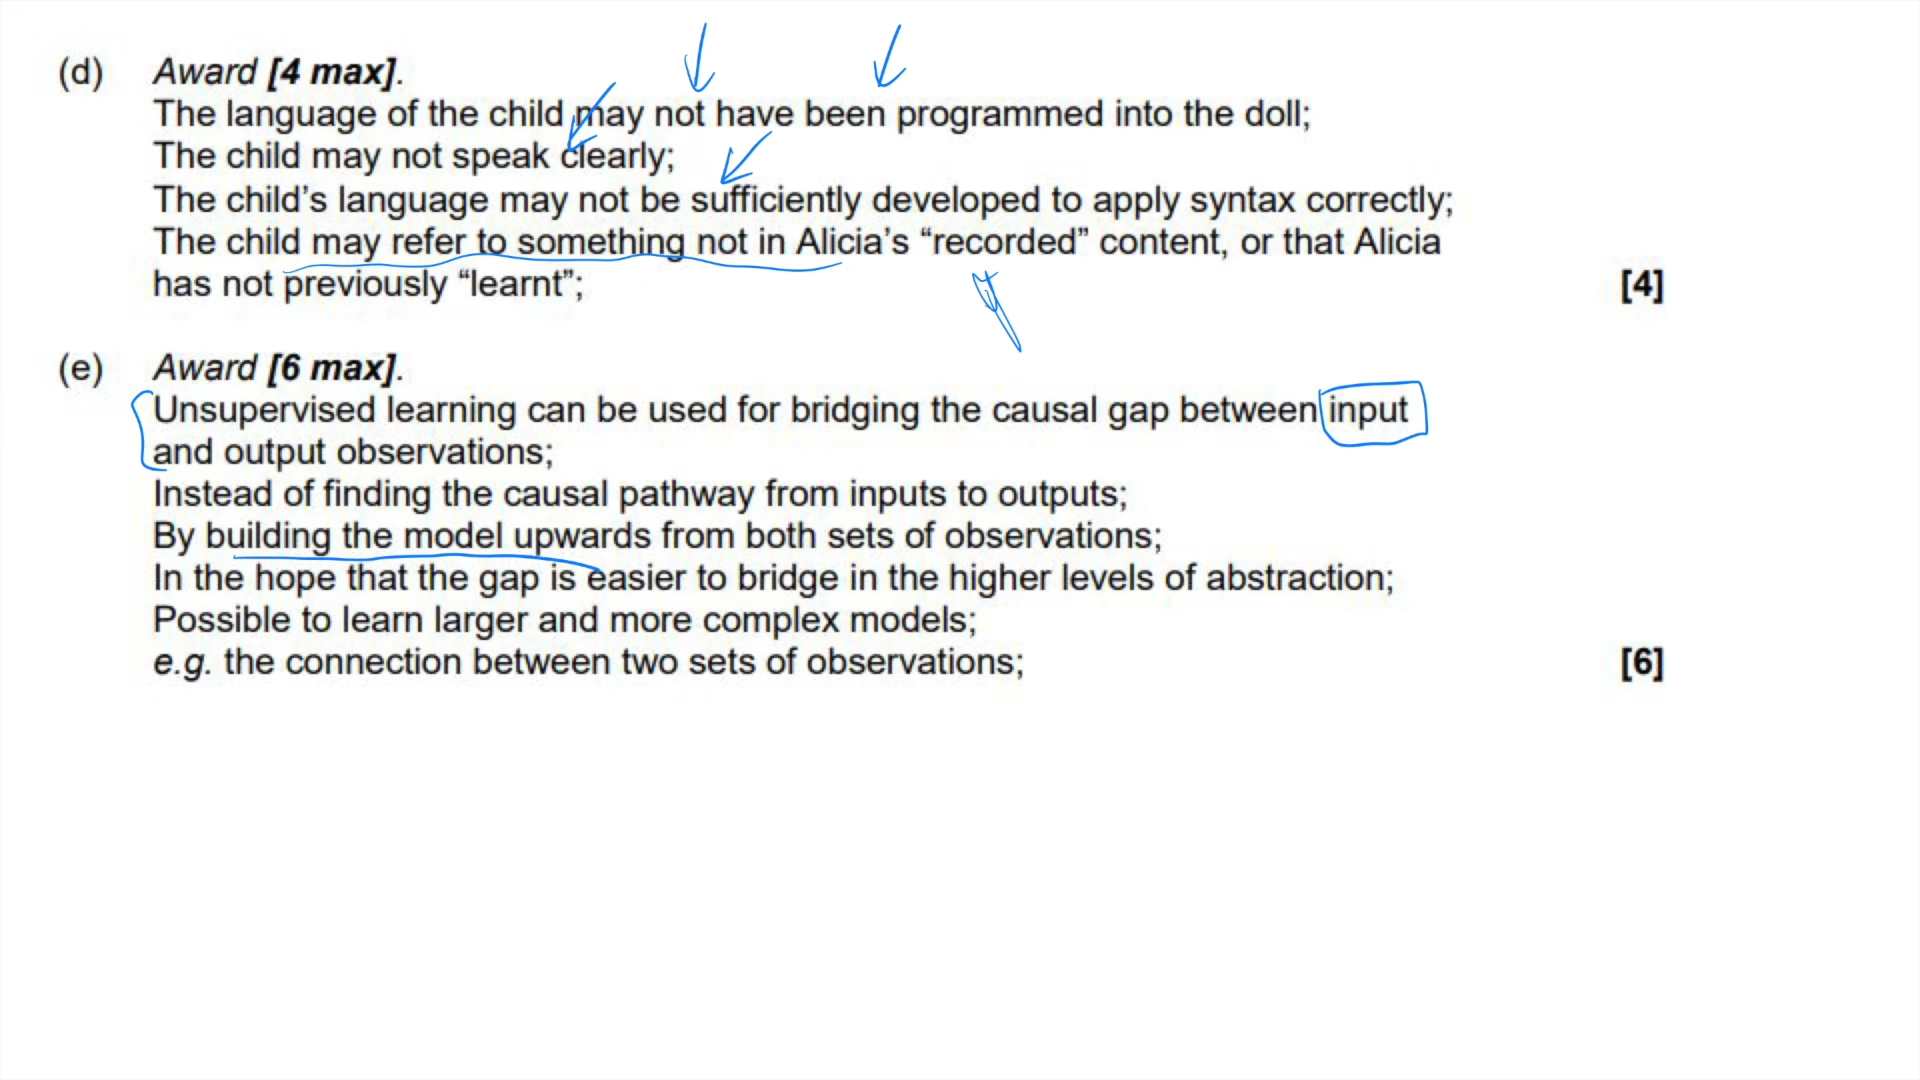 (d) Award [4 max].
The language of the child may not have been programmed into the doll;
The child may not speak clearly;
The child’s language may not be sufficiently developed to apply syntax correctly;
The child may refer to something not in Alicia’s “recorded” content, or that Alicia
has not previously “learnt”; [4]
(e) Award [6 max].
Unsupervised learning can be used for bridging the causal gap between input
and output observations;
Instead of finding the causal pathway from inputs to outputs;
By building the model upwards from both sets of observations;
In the hope that the gap is easier to bridge in the higher levels of abstraction;
Possible to learn larger and more complex models;
e.g. the connection between two sets of observations; [6]